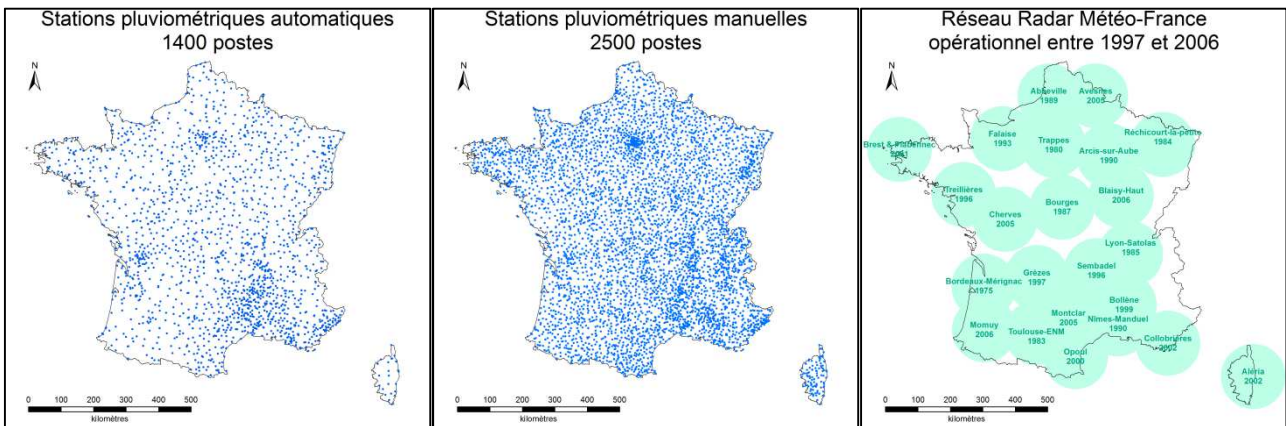 Stations pluviométriques automatiques
1400 postes
N
0 100 200 300 400 500
kilomètres
Stations pluviométriques manuelles
2500 postes
N
0 100 200 300 400 500
kilomètres
Réseau Radar Météo-France
opérationnel entre 1997 et 2006
N
Abbeville
1989
Avesnes
2005
Falaise
1993
Trappes
1980
Arcis-sur-Aube
1990
Réchicourt-la-petite
1984
Brest &
Treillières
1996
Cherves
2005
Bourges
1987
Blaisy-Haut
2006
Lyon-Satolas
1985
Sembadel
1996
Grèzes
1997
Bordeaux-Mérignac
1975
Bollène
1999
Montclar
2005
Nîmes-Manduel
1990
Momuy
2006
Toulouse-ENM
1983
Collobrières
2002
Opoul
2000
Aléria
2002
0 100 200 300 400 500
kilomètres